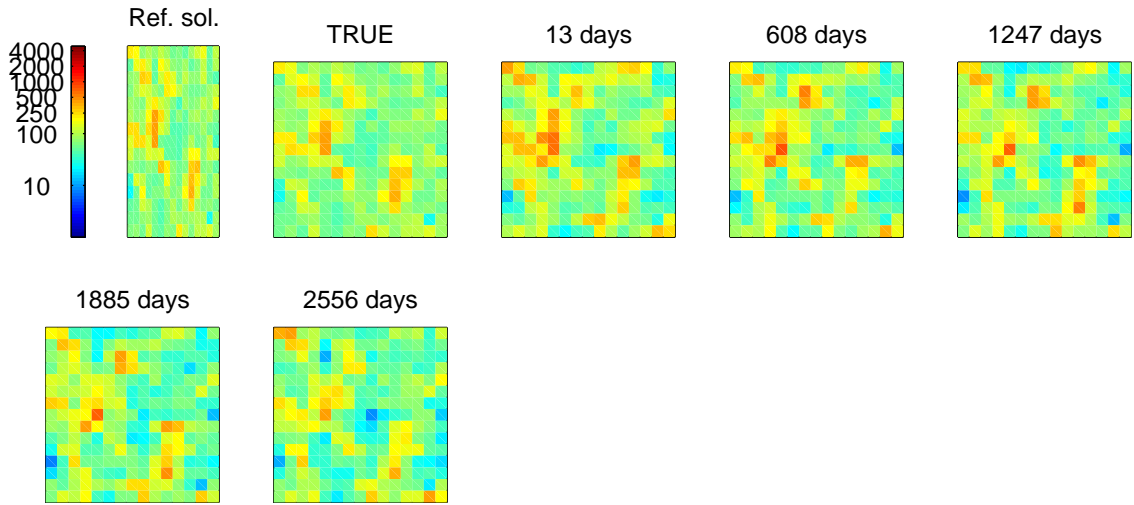 Ref. sol.
TRUE
13 days
608 days
1247 days
4000
2000
1000
500
250
100
10
1885 days
2556 days